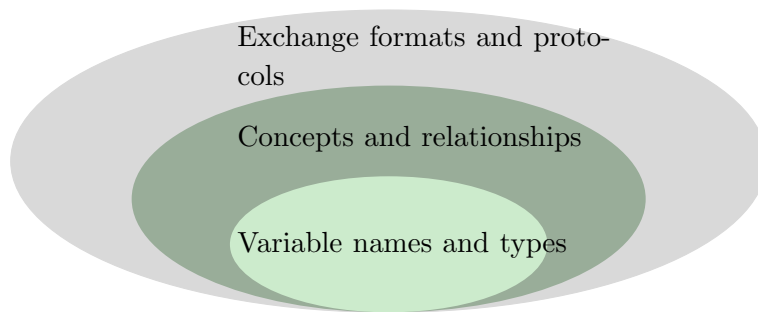 Exchange formats and proto-
cols
Concepts and relationships
Variable names and types